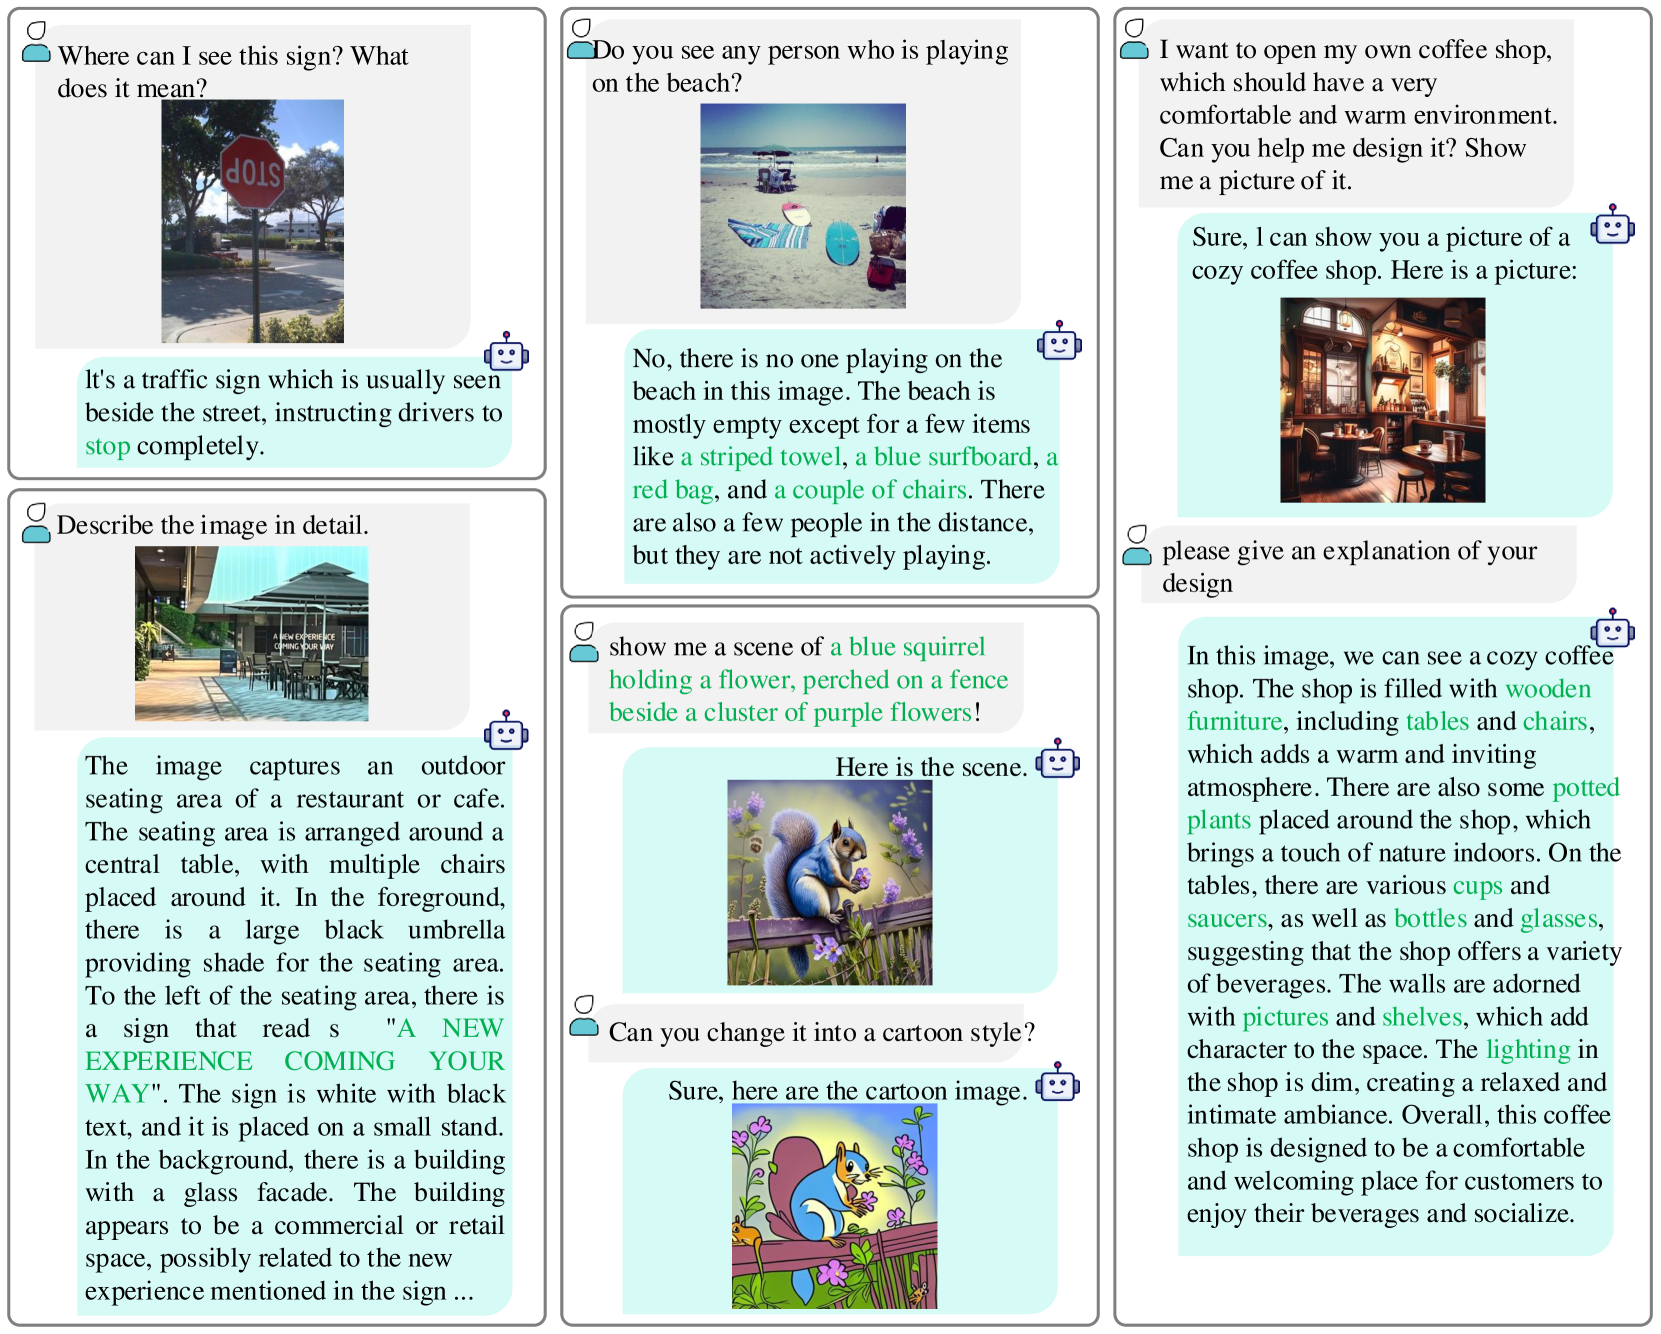 Where can I see this sign? What
does it mean?
STOP
It's a traffic sign which is usually seen
beside the street, instructing drivers to
stop completely.
Describe the image in detail.
A NEW EXPERIENCE
COMING YOUR WAY
The image captures an outdoor
seating area of a restaurant or cafe.
The seating area is arranged around a
central table, with multiple chairs
placed around it. In the foreground,
there is a large black umbrella
providing shade for the seating area.
To the left of the seating area, there is
a sign that read s "A NEW
EXPERIENCE COMING YOUR
WAY". The sign is white with black
text, and it is placed on a small stand.
In the background, there is a building
with a glass facade. The building
appears to be a commercial or retail
space, possibly related to the new
experience mentioned in the sign ...
Do you see any person who is playing
on the beach?
No, there is no one playing on the
beach in this image. The beach is
mostly empty except for a few items
like a striped towel, a blue surfboard, a
red bag, and a couple of chairs. There
are also a few people in the distance,
but they are not actively playing.
show me a scene of a blue squirrel
holding a flower, perched on a fence
beside a cluster of purple flowers!
Here is the scene.
Can you change it into a cartoon style?
Sure, here are the cartoon image.
I want to open my own coffee shop,
which should have a very
comfortable and warm environment.
Can you help me design it? Show
me a picture of it.
Sure, l can show you a picture of a
cozy coffee shop. Here is a picture:
please give an explanation of your
design
In this image, we can see a cozy coffee
shop. The shop is filled with wooden
furniture, including tables and chairs,
which adds a warm and inviting
atmosphere. There are also some potted
plants placed around the shop, which
brings a touch of nature indoors. On the
tables, there are various cups and
saucers, as well as bottles and glasses,
suggesting that the shop offers a variety
of beverages. The walls are adorned
with pictures and shelves, which add
character to the space. The lighting in
the shop is dim, creating a relaxed and
intimate ambiance. Overall, this coffee
shop is designed to be a comfortable
and welcoming place for customers to
enjoy their beverages and socialize.